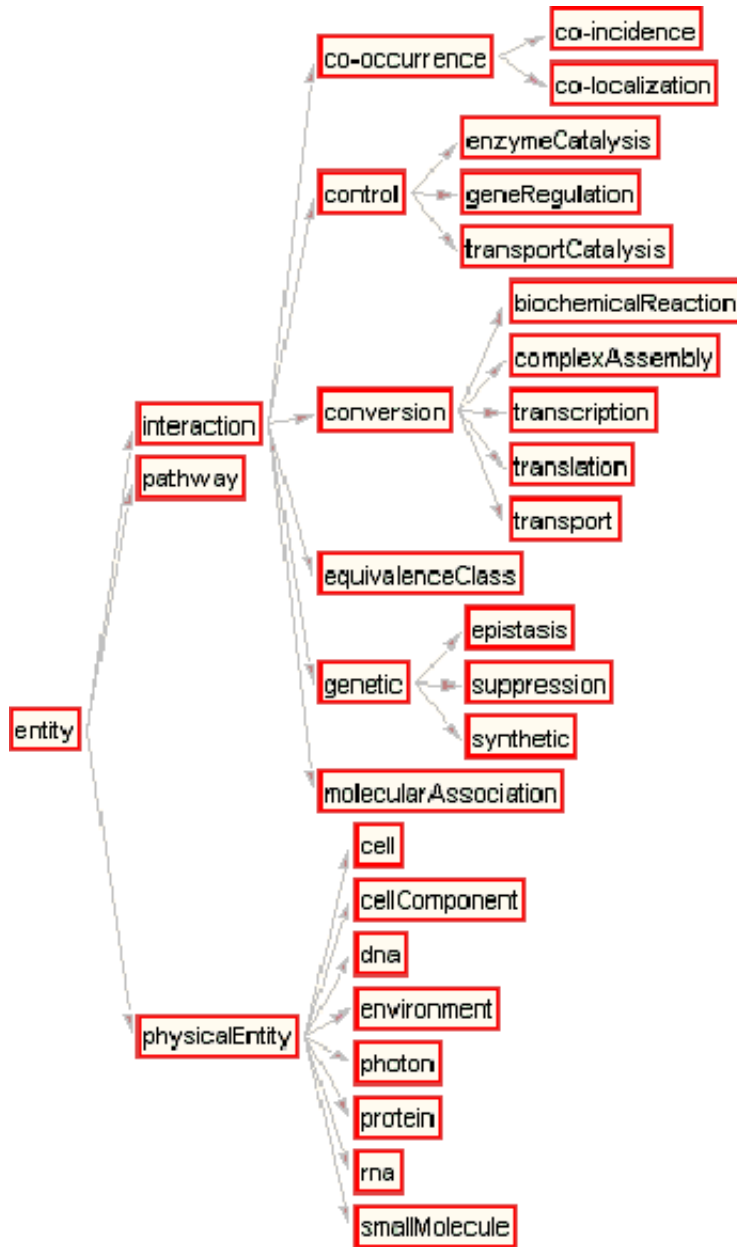 co-incidence
co-occurrence
co-localization
enzymeCatalysis
control
geneRegulation
transportCatalysis
biochemicalReaction
complexAssembly
conversion
transcription
interaction
translation
pathway
transport
equivalenceClass
epistasis
genetic
suppression
entity
synthetic
molecularAssociation
cell
cellComponent
dna
environment
physicalEntity
photon
protein
rna
smallMolecule